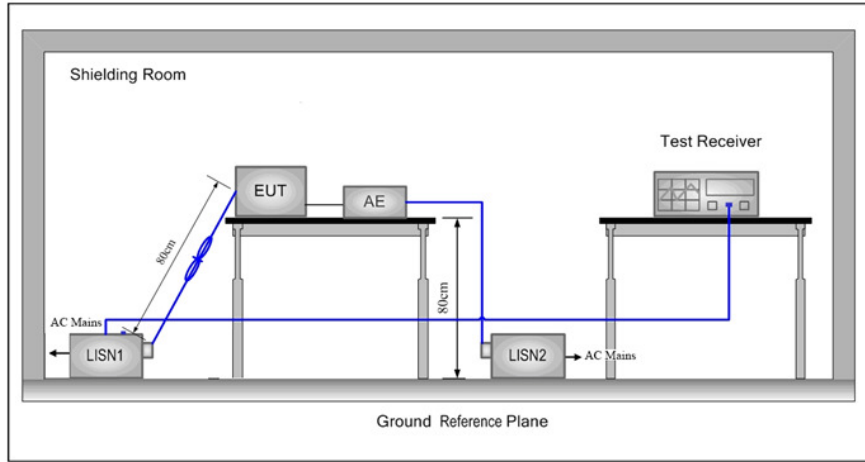 Shielding Room
Test Receiver
EUT
AE
80cm
80cm
AC Mains
LISN1
LISN2
AC Mains
Ground Reference Plane